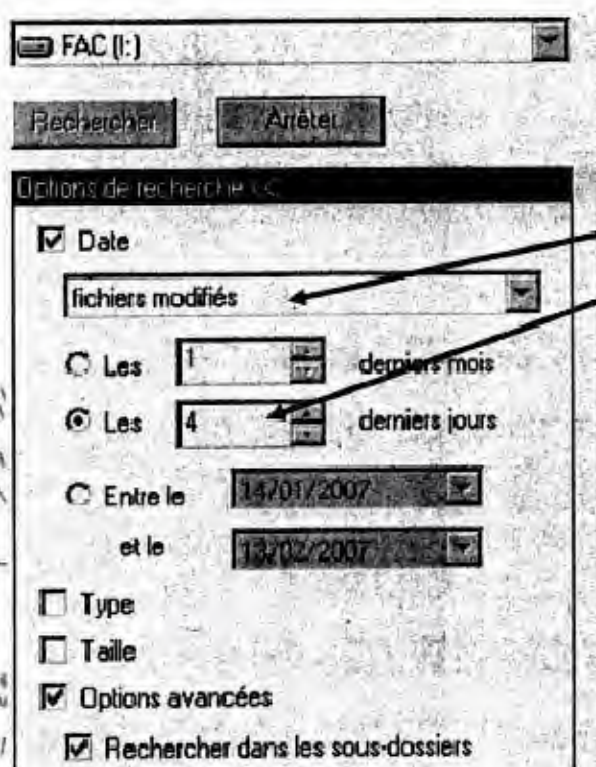 FAC (I:)
Rechercher Arrêter
Options de recherche <<
Date
fichiers modifiés
Les 1 derniers mois
Les 4 derniers jours
Entre le 14/01/2007
et le 13/02/2007
Type
Taille
Options avancées
Rechercher dans les sous-dossiers